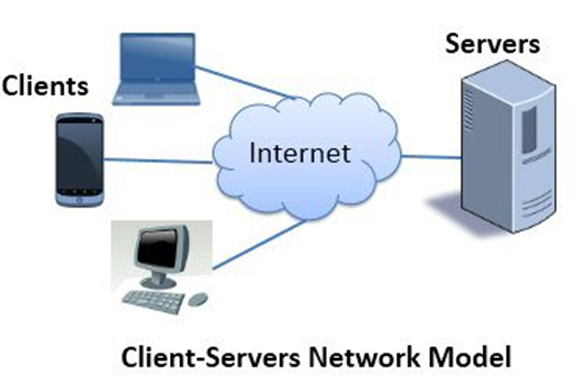 Servers
Clients
Internet
Client-Servers Network Model